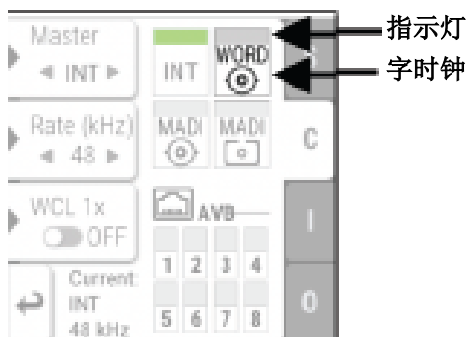 Master
◀ INT ▶
INT
WORD
指示灯
字时钟
Rate (kHz)
◀ 48 ▶
MADI
MADI
C
WCL 1x
OFF
AVB
1 2 3 4
5 6 7 8
I
O
Current:
INT
48 kHz